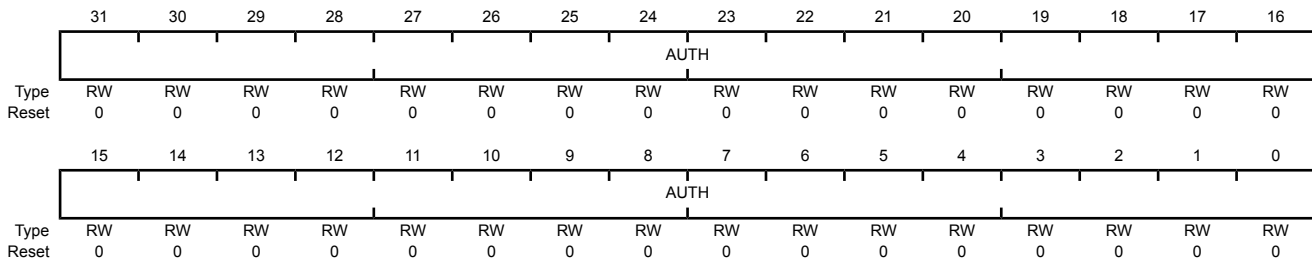 31 30 29 28 27 26 25 24 23 22 21 20 19 18 17 16
AUTH
Type RW RW RW RW RW RW RW RW RW RW RW RW RW RW RW RW
Reset 0 0 0 0 0 0 0 0 0 0 0 0 0 0 0 0
15 14 13 12 11 10 9 8 7 6 5 4 3 2 1 0
AUTH
Type RW RW RW RW RW RW RW RW RW RW RW RW RW RW RW RW
Reset 0 0 0 0 0 0 0 0 0 0 0 0 0 0 0 0